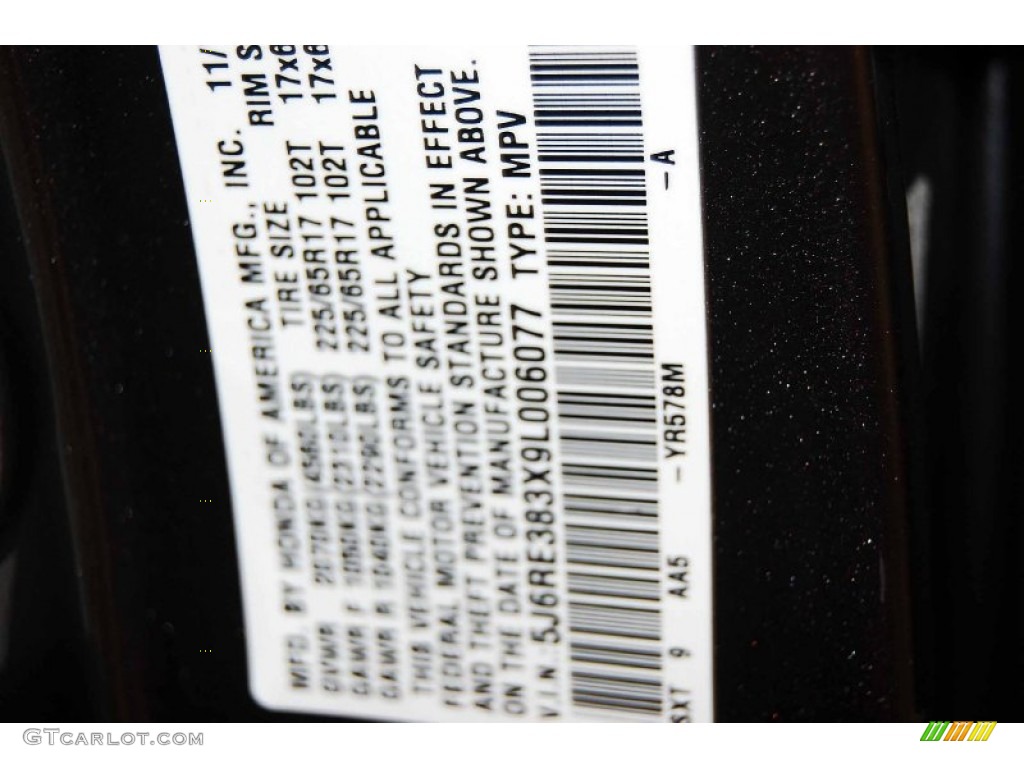 MFD. BY HONDA OF AMERICA MFG., INC. 11/
TIRE SIZE RIM S
GVWR 2070KG(4560LBS)
GAWR F 1050KG(2310LBS) 225/65R17 102T 17x6
GAWR R 1040KG(2290LBS) 225/65R17 102T 17x6
THIS VEHICLE CONFORMS TO ALL APPLICABLE
FEDERAL MOTOR VEHICLE SAFETY
AND THEFT PREVENTION STANDARDS IN EFFECT
ON THE DATE OF MANUFACTURE SHOWN ABOVE.
V.I.N.:5J6RE383X9L006077 TYPE: MPV
SXT 9 AA5 -YR578M -A
GTcarlot.com